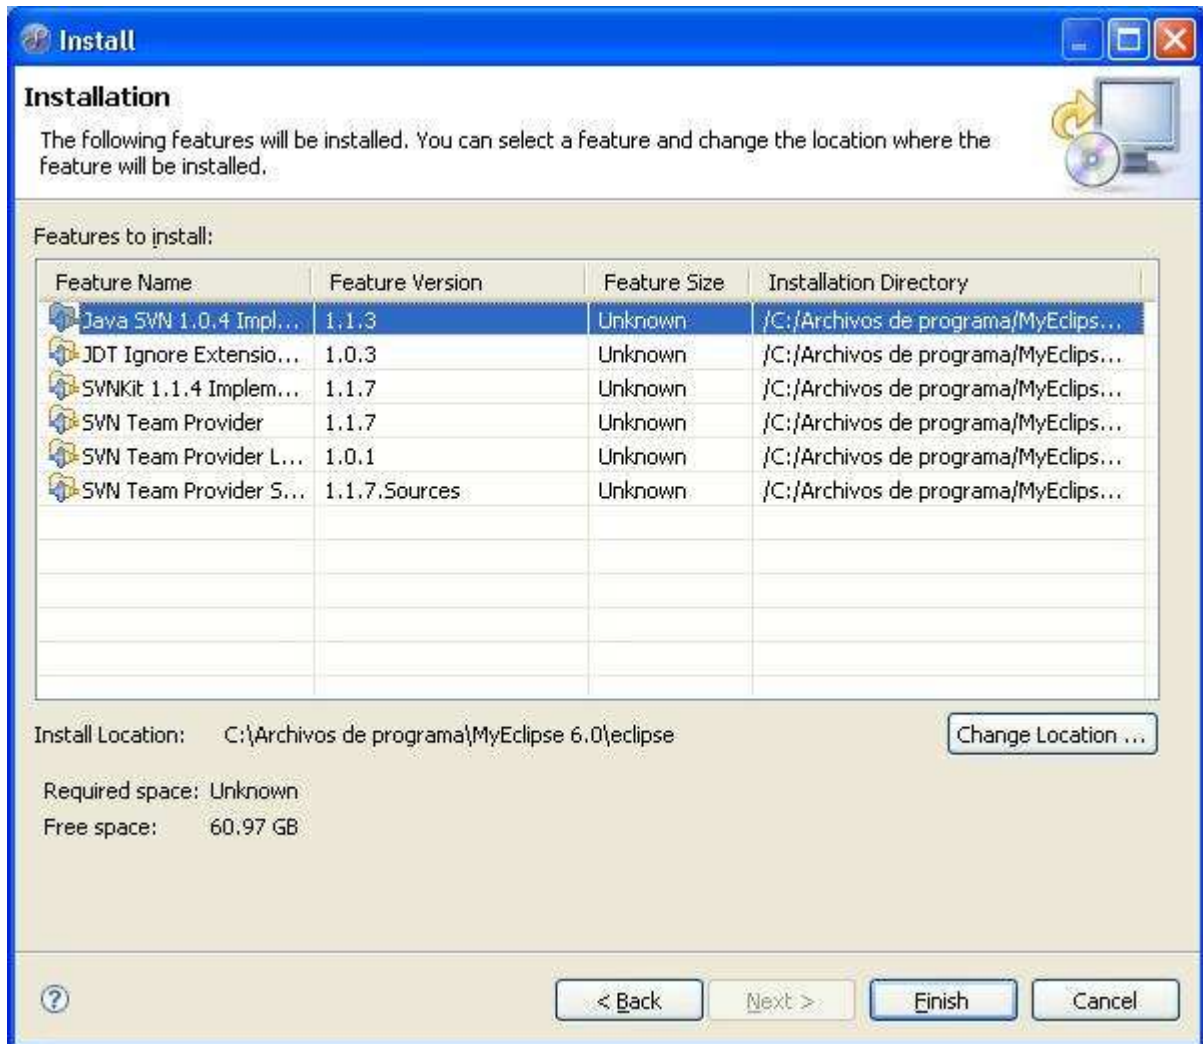 Install
Installation
The following features will be installed. You can select a feature and change the location where the
feature will be installed.
Features to install:
Feature Name Feature Version Feature Size Installation Directory
Java SVN 1.0.4 Impl... 1.1.3 Unknown /C:/Archivos de programa/MyEclips...
JDT Ignore Extensio... 1.0.3 Unknown /C:/Archivos de programa/MyEclips...
SVNKit 1.1.4 Implem... 1.1.7 Unknown /C:/Archivos de programa/MyEclips...
SVN Team Provider 1.1.7 Unknown /C:/Archivos de programa/MyEclips...
SVN Team Provider L... 1.0.1 Unknown /C:/Archivos de programa/MyEclips...
SVN Team Provider S... 1.1.7.Sources Unknown /C:/Archivos de programa/MyEclips...
Install Location: C:\Archivos de programa\MyEclipse 6.0\eclipse Change Location ...
Required space: Unknown
Free space: 60.97 GB
? < Back Next > Finish Cancel